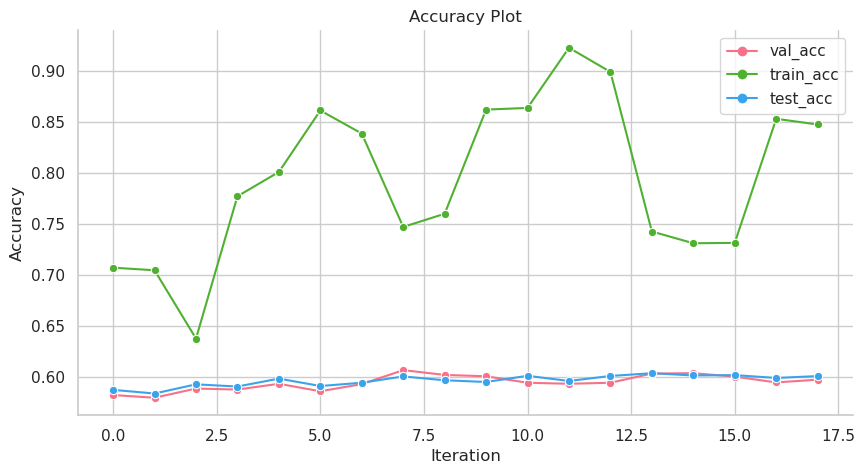 Accuracy Plot
val_acc
train_acc
test_acc
Accuracy
0.90
0.85
0.80
0.75
0.70
0.65
0.60
0.0 2.5 5.0 7.5 10.0 12.5 15.0 17.5
Iteration